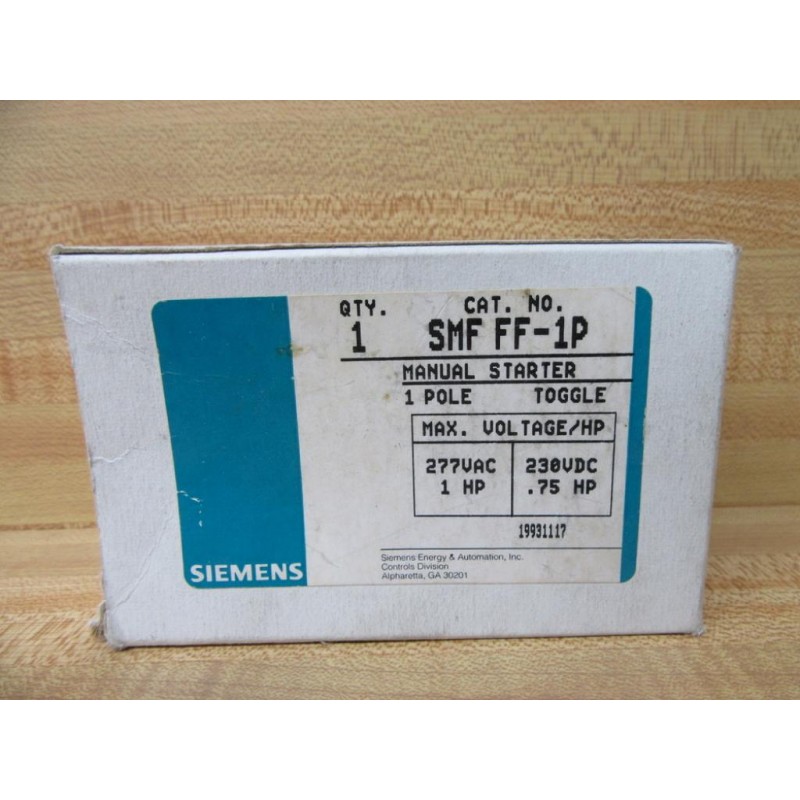 QTY. CAT. NO.
1 SMF FF-1P
MANUAL STARTER
1 POLE TOGGLE
MAX. VOLTAGE/HP
277VAC 230VDC
1 HP .75 HP
19931117
SIEMENS
Siemens Energy & Automation, Inc.
Controls Division
Alpharetta, GA 30201